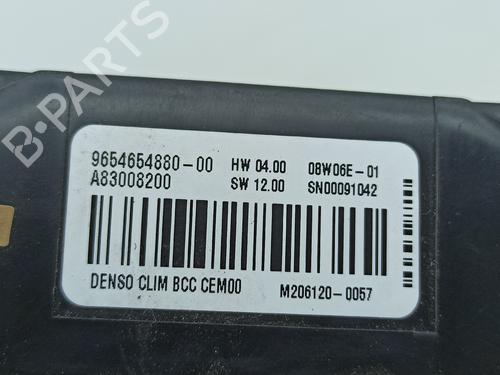 B-PARTS
9654654880-00 HW 04.00 08W06E-01
A83008200 SW 12.00 SN00091042
DENSO CLIM BCC CEM00 M206120-0057